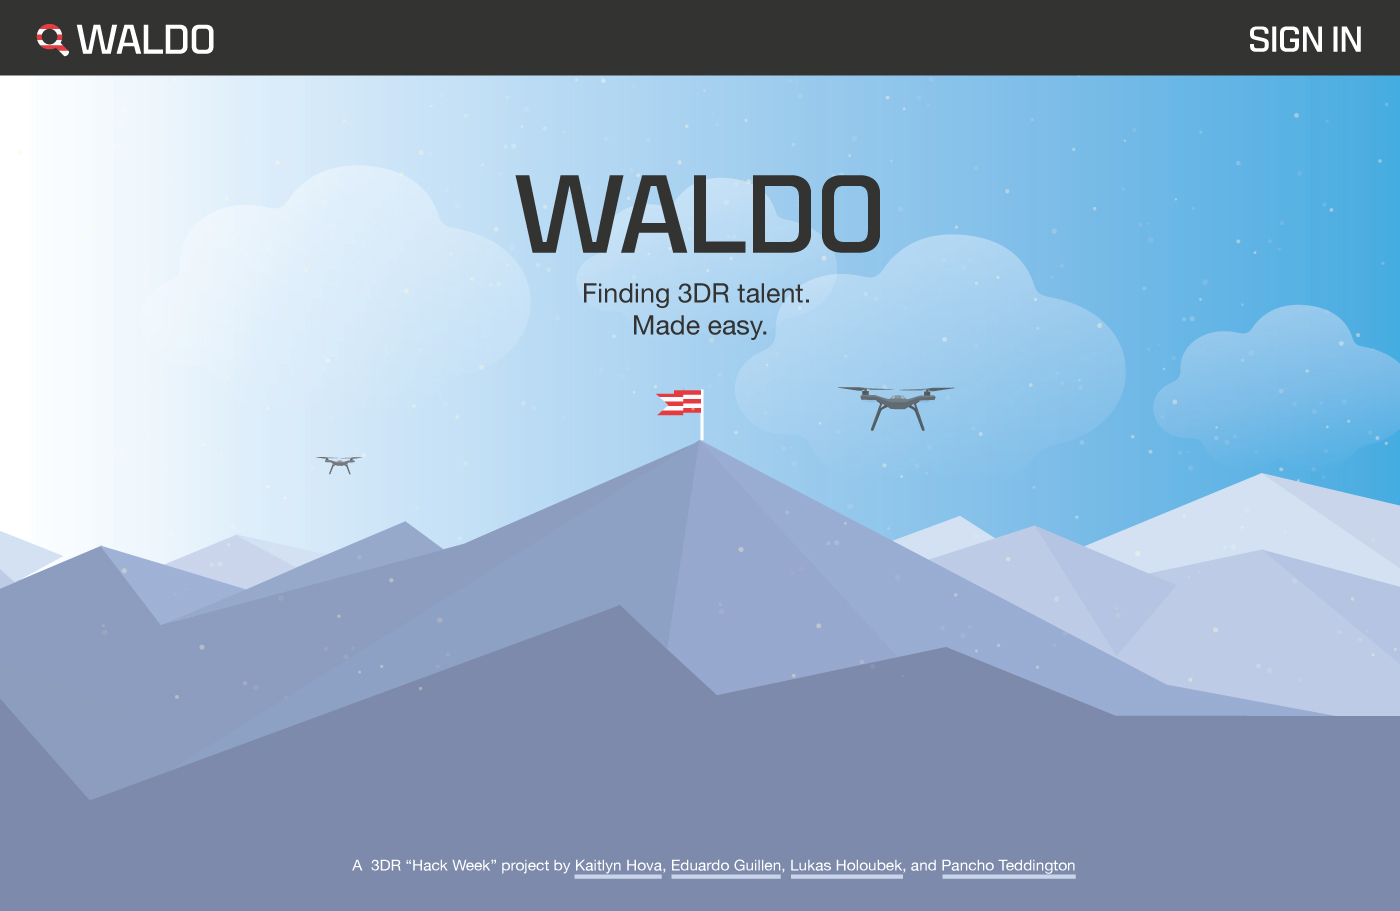 WALDO
SIGN IN
WALDO
Finding 3DR talent.
Made easy.
A 3DR “Hack Week” project by Kaitlyn Hova, Eduardo Guillen, Lukas Holoubek, and Pancho Teddington